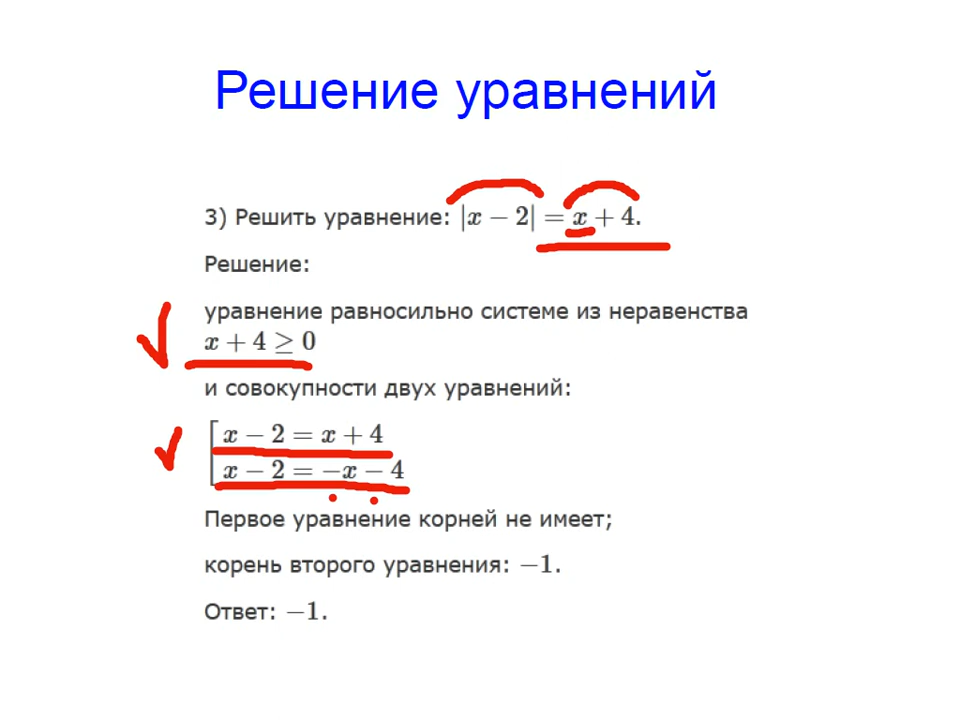 Решение уравнений
3) Решить уравнение: |x − 2| = x + 4.
Решение:
уравнение равносильно системе из неравенства
x + 4 ≥ 0
и совокупности двух уравнений:
x − 2 = x + 4
x − 2 = −x − 4
Первое уравнение корней не имеет;
корень второго уравнения: −1.
Ответ: −1.